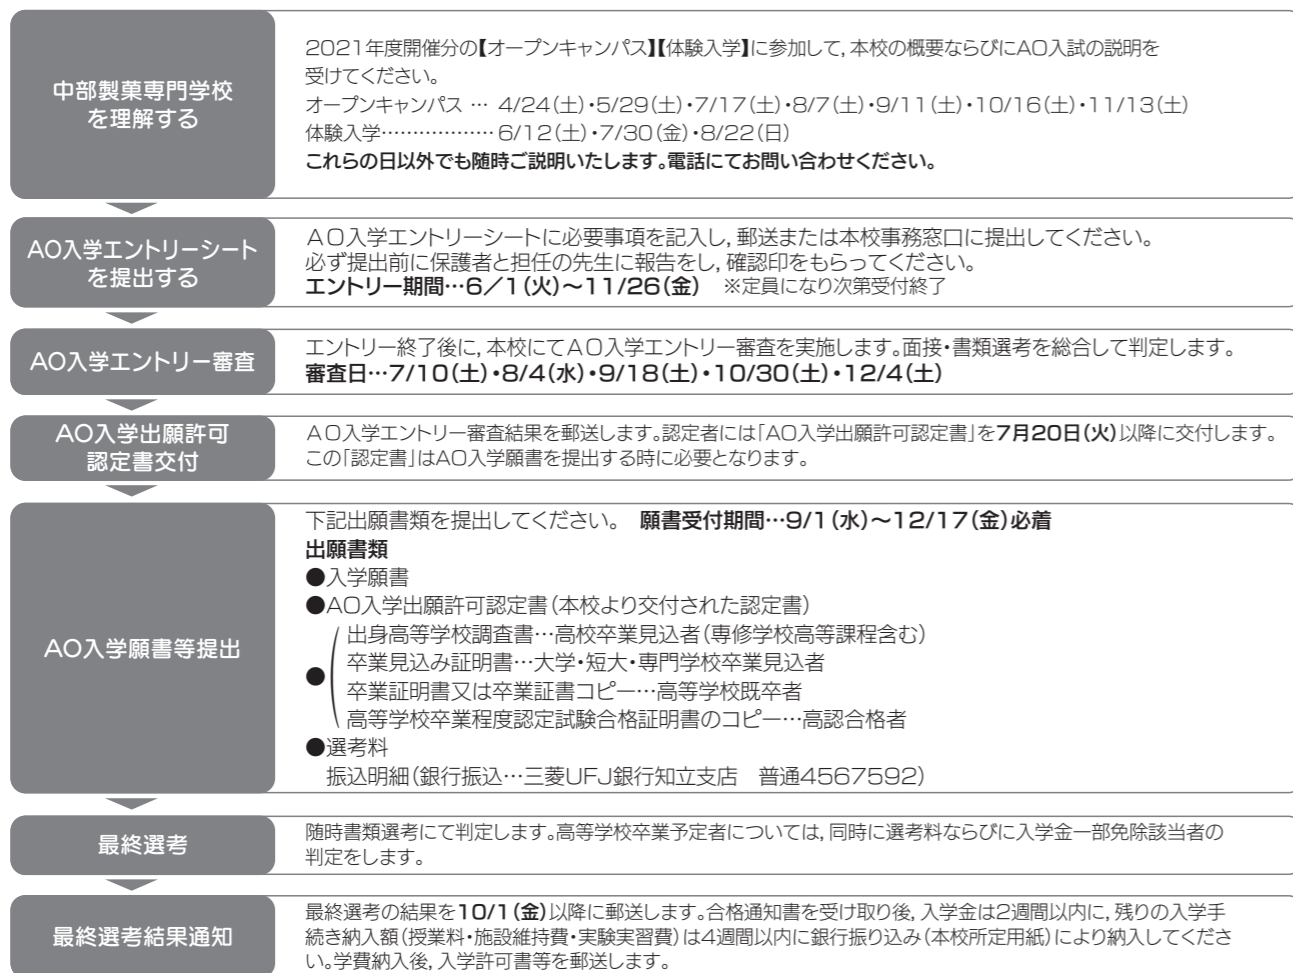 中部製菓専門学校
を理解する
2021年度開催分の【オープンキャンパス】【体験入学】に参加して,本校の概要ならびにAO入試の説明を
受けてください。
オープンキャンパス … 4/24(土)・5/29(土)・7/17(土)・8/7(土)・9/11(土)・10/16(土)・11/13(土)
体験入学………………6/12(土)・7/30(金)・8/22(日)
これらの日以外でも随時ご説明いたします。電話にてお問い合わせください。
AO入学エントリーシート
を提出する
AO入学エントリーシートに必要事項を記入し,郵送または本校事務窓口に提出してください。
必ず提出前に保護者と担任の先生に報告をし,確認印をもらってください。
エントリー期間…6/1(火)〜11/26(金) ※定員になり次第受付終了
AO入学エントリー審査
エントリー終了後に,本校にてAO入学エントリー審査を実施します。面接・書類選考を総合して判定します。
審査日…7/10(土)・8/4(水)・9/18(土)・10/30(土)・12/4(土)
AO入学出願許可
認定書交付
AO入学エントリー審査結果を郵送します。認定者には「AO入学出願許可認定書」を7月20日(火)以降に交付します。
この「認定書」はAO入学願書を提出する時に必要となります。
AO入学願書等提出
下記出願書類を提出してください。 願書受付期間…9/1(水)〜12/17(金)必着
出願書類
●入学願書
●AO入学出願許可認定書(本校より交付された認定書)
●出身高等学校調査書…高校卒業見込者(専修学校高等課程含む)
卒業見込み証明書…大学・短大・専門学校卒業見込者
卒業証明書又は卒業証書コピー…高等学校既卒者
高等学校卒業程度認定試験合格証明書のコピー…高認合格者
●選考料
振込明細(銀行振込…三菱UFJ銀行知立支店 普通4567592)
最終選考
随時書類選考にて判定します。高等学校卒業予定者については,同時に選考料ならびに入学金一部免除該当者の
判定をします。
最終選考結果通知
最終選考の結果を10/1(金)以降に郵送します。合格通知書を受け取り後,入学金は2週間以内に,残りの入学手
続き納入額(授業料・施設維持費・実験実習費)は4週間以内に銀行振り込み(本校所定用紙)により納入してくださ
い。学費納入後,入学許可書等を郵送します。